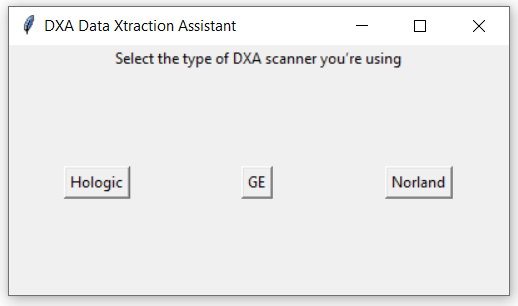 DXA Data Xtraction Assistant
Select the type of DXA scanner you're using
Hologic GE Norland